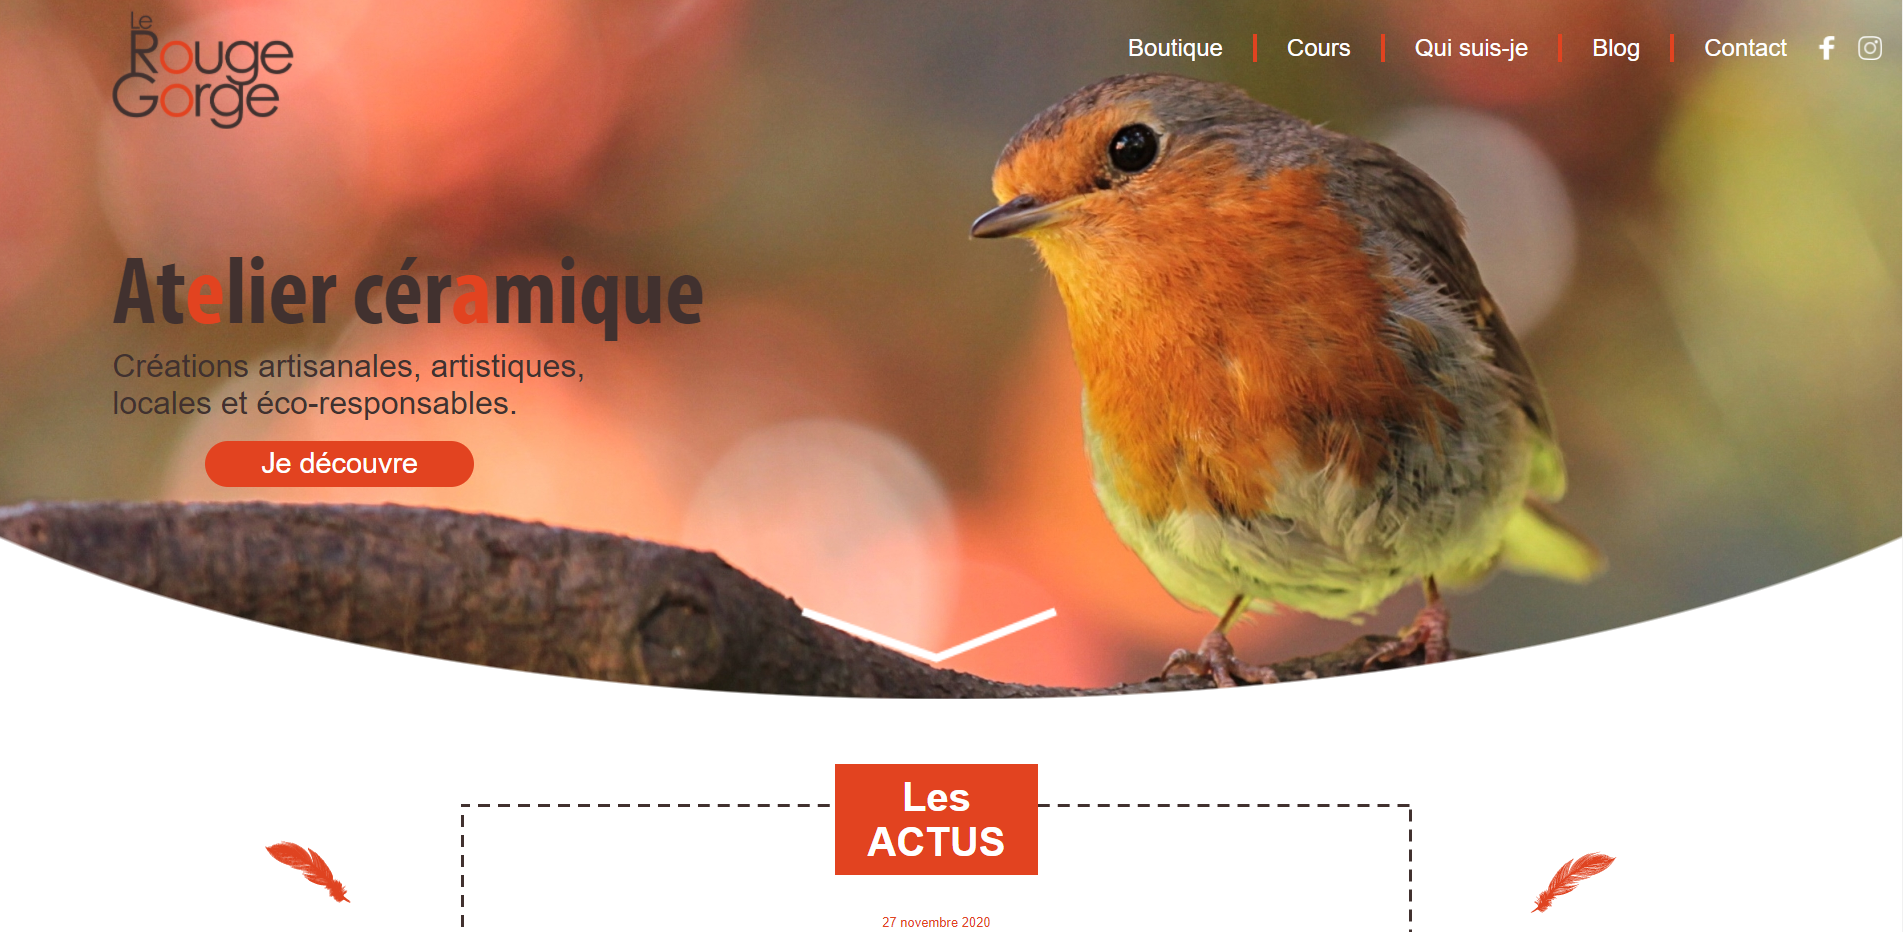 Le
Rouge
Gorge
Boutique
Cours
Qui suis-je
Blog
Contact
Atelier céramique
Créations artisanales, artistiques,
locales et éco-responsables.
Je découvre
Les
ACTUS
27 novembre 2020